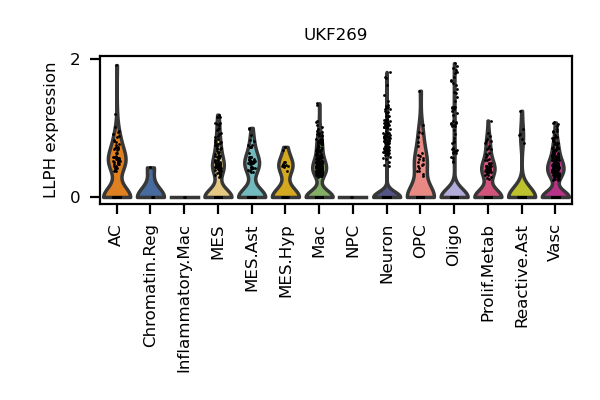 UKF269
LLPH expression
2
0
AC
Chromatin.Reg
Inflammatory.Mac
MES
MES.Ast
MES.Hyp
Mac
NPC
Neuron
OPC
Oligo
Prolif.Metab
Reactive.Ast
Vasc